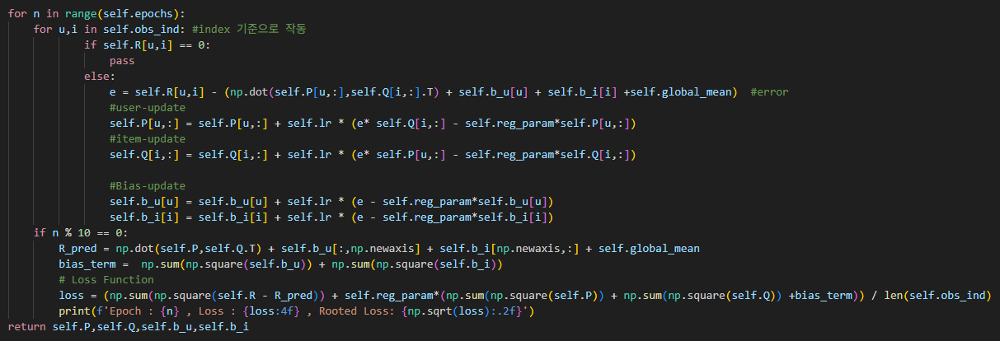 for n in range(self.epochs):
    for u,i in self.obs_ind: #index 기준으로 작동
            if self.R[u,i] == 0:
                pass
            else:
                e = self.R[u,i] - (np.dot(self.P[u,:],self.Q[i,:].T) + self.b_u[u] + self.b_i[i] +self.global_mean)  #error
                #user-update
                self.P[u,:] = self.P[u,:] + self.lr * (e* self.Q[i,:] - self.reg_param*self.P[u,:])
                #item-update
                self.Q[i,:] = self.Q[i,:] + self.lr * (e* self.P[u,:] - self.reg_param*self.Q[i,:])

                #Bias-update
                self.b_u[u] = self.b_u[u] + self.lr * (e - self.reg_param*self.b_u[u])
                self.b_i[i] = self.b_i[i] + self.lr * (e - self.reg_param*self.b_i[i])
    if n % 10 == 0:
        R_pred = np.dot(self.P,self.Q.T) + self.b_u[:,np.newaxis] + self.b_i[np.newaxis,:] + self.global_mean
        bias_term =  np.sum(np.square(self.b_u)) + np.sum(np.square(self.b_i))
        # Loss Function
        loss = (np.sum(np.square(self.R - R_pred)) + self.reg_param*(np.sum(np.square(self.P)) + np.sum(np.square(self.Q)) +bias_term)) / len(self.obs_ind)
        print(f'Epoch : {n} , Loss : {loss:4f} , Rooted Loss: {np.sqrt(loss):.2f}')
return self.P,self.Q,self.b_u,self.b_i